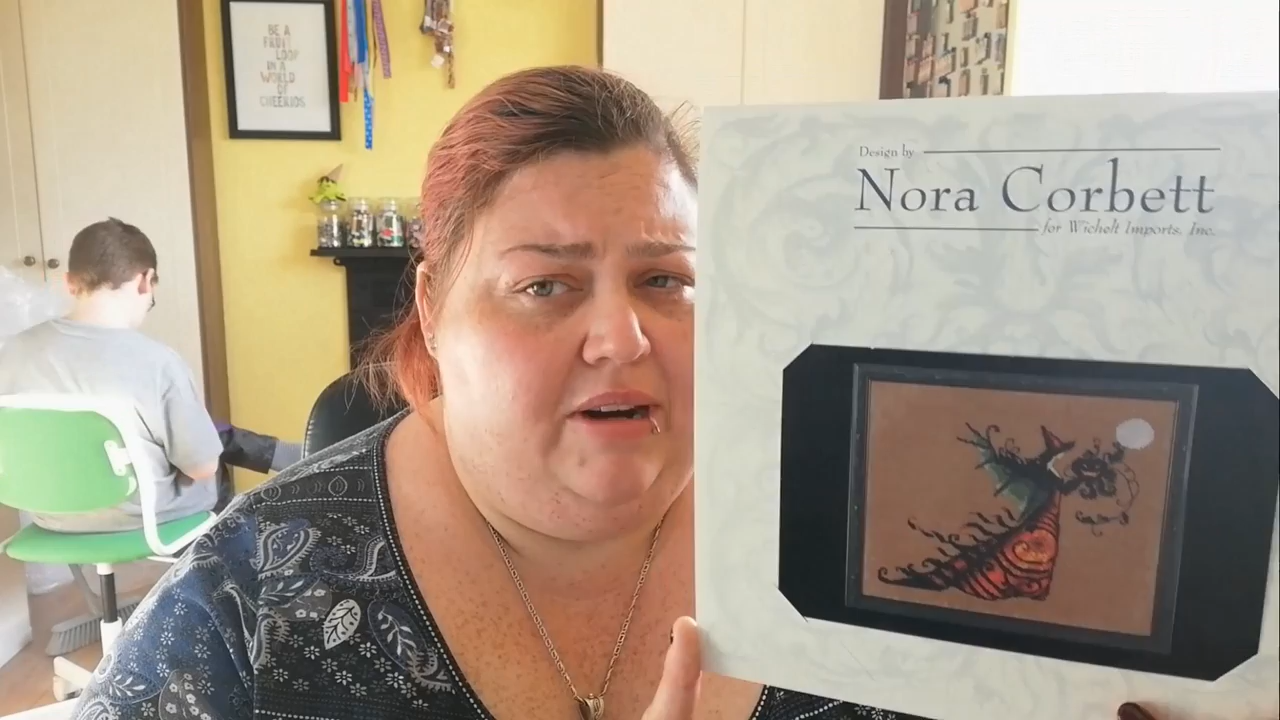 BE A
FRUIT
LOOP
IN A
WORLD
OF
CHEERIOS
Design by
Nora Corbett
for Wichelt Imports, Inc.